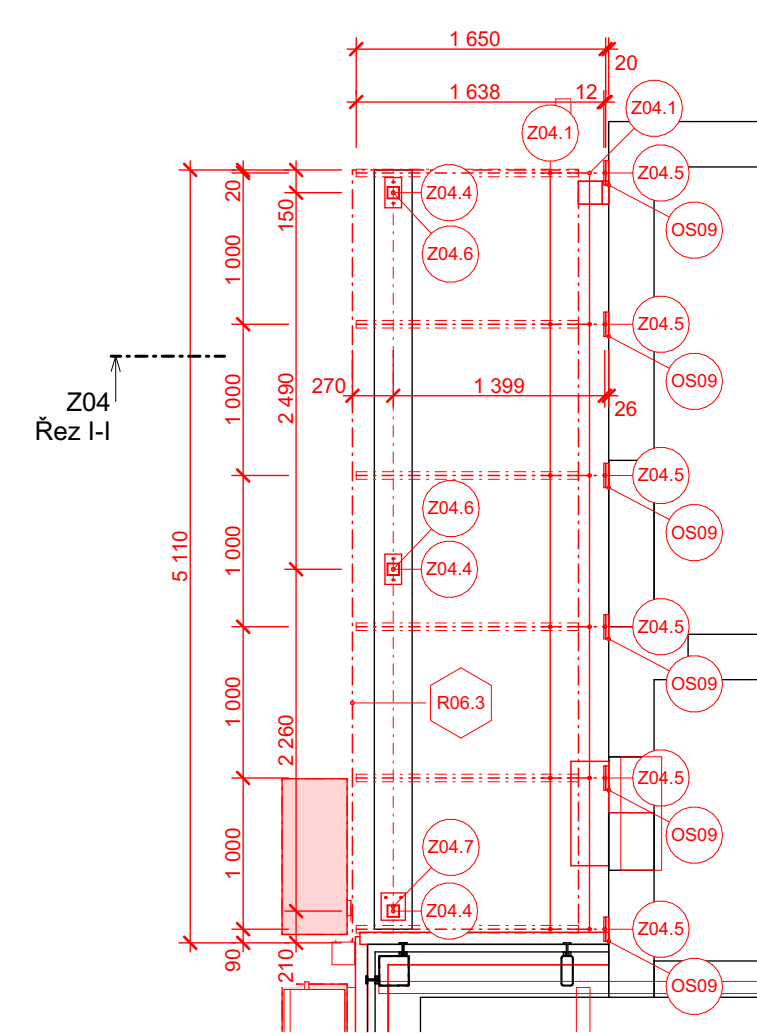 1 650
20
1 638
12
Z04.1
Z04.1
Z04.4
Z04.5
20
150
OS09
Z04.6
1 000
Z04.5
Z04
Řez I-I
270
1 399
26
OS09
1 000
2 490
Z04.5
Z04.6
OS09
5 110
1 000
Z04.4
Z04.5
OS09
R06.3
1 000
2 260
Z04.5
OS09
Z04.7
1 000
Z04.4
Z04.5
90
210
OS09